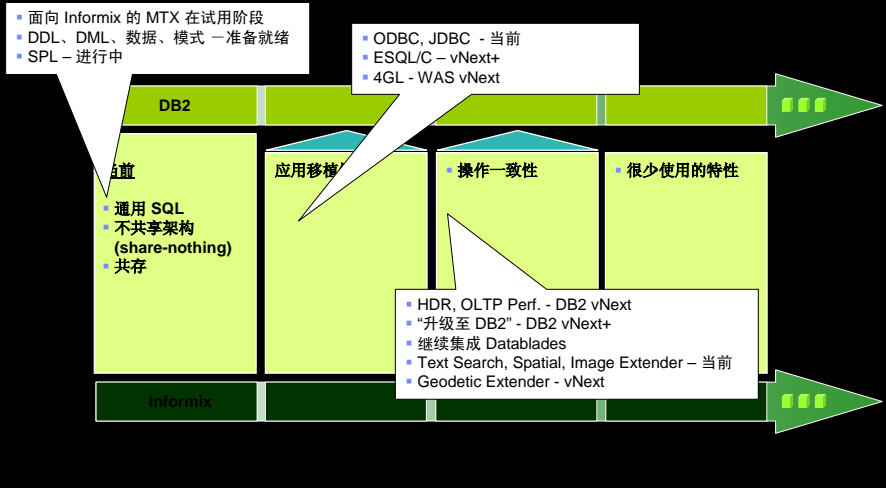 面向 Informix 的 MTX 在试用阶段
DDL、DML、数据、模式 －准备就绪
SPL – 进行中
ODBC, JDBC - 当前
ESQL/C – vNext+
4GL - WAS vNext
DB2
当前
通用 SQL
不共享架构
(share-nothing)
共存
应用移植
操作一致性
很少使用的特性
HDR, OLTP Perf. - DB2 vNext
“升级至 DB2” - DB2 vNext+
继续集成 Datablades
Text Search, Spatial, Image Extender – 当前
Geodetic Extender - vNext
Informix